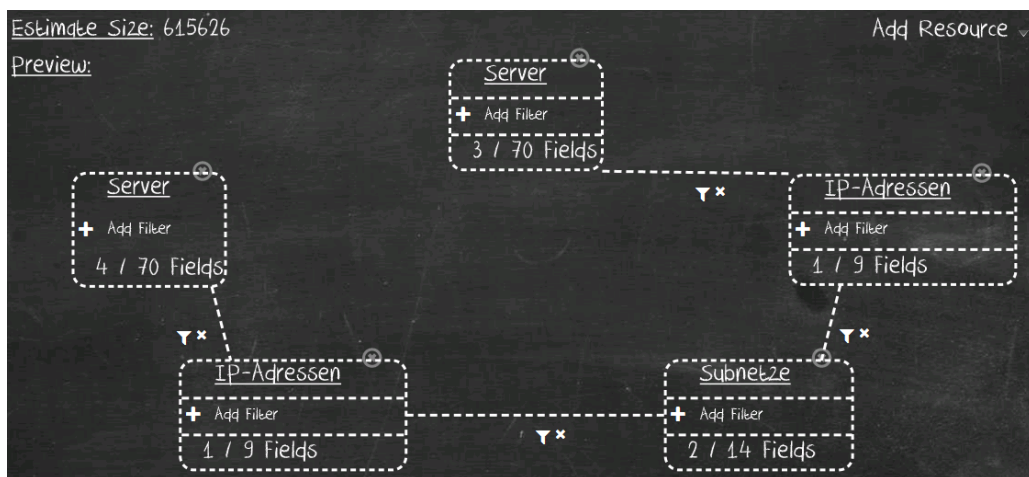 Estimate Size: 615626
Add Resource
Preview:
Server
Add Filter
3 / 70 Fields
Server
Add Filter
4 / 70 Fields
IP-Adressen
Add Filter
1 / 9 Fields
IP-Adressen
Add Filter
1 / 9 Fields
Subnetze
Add Filter
2 / 14 Fields